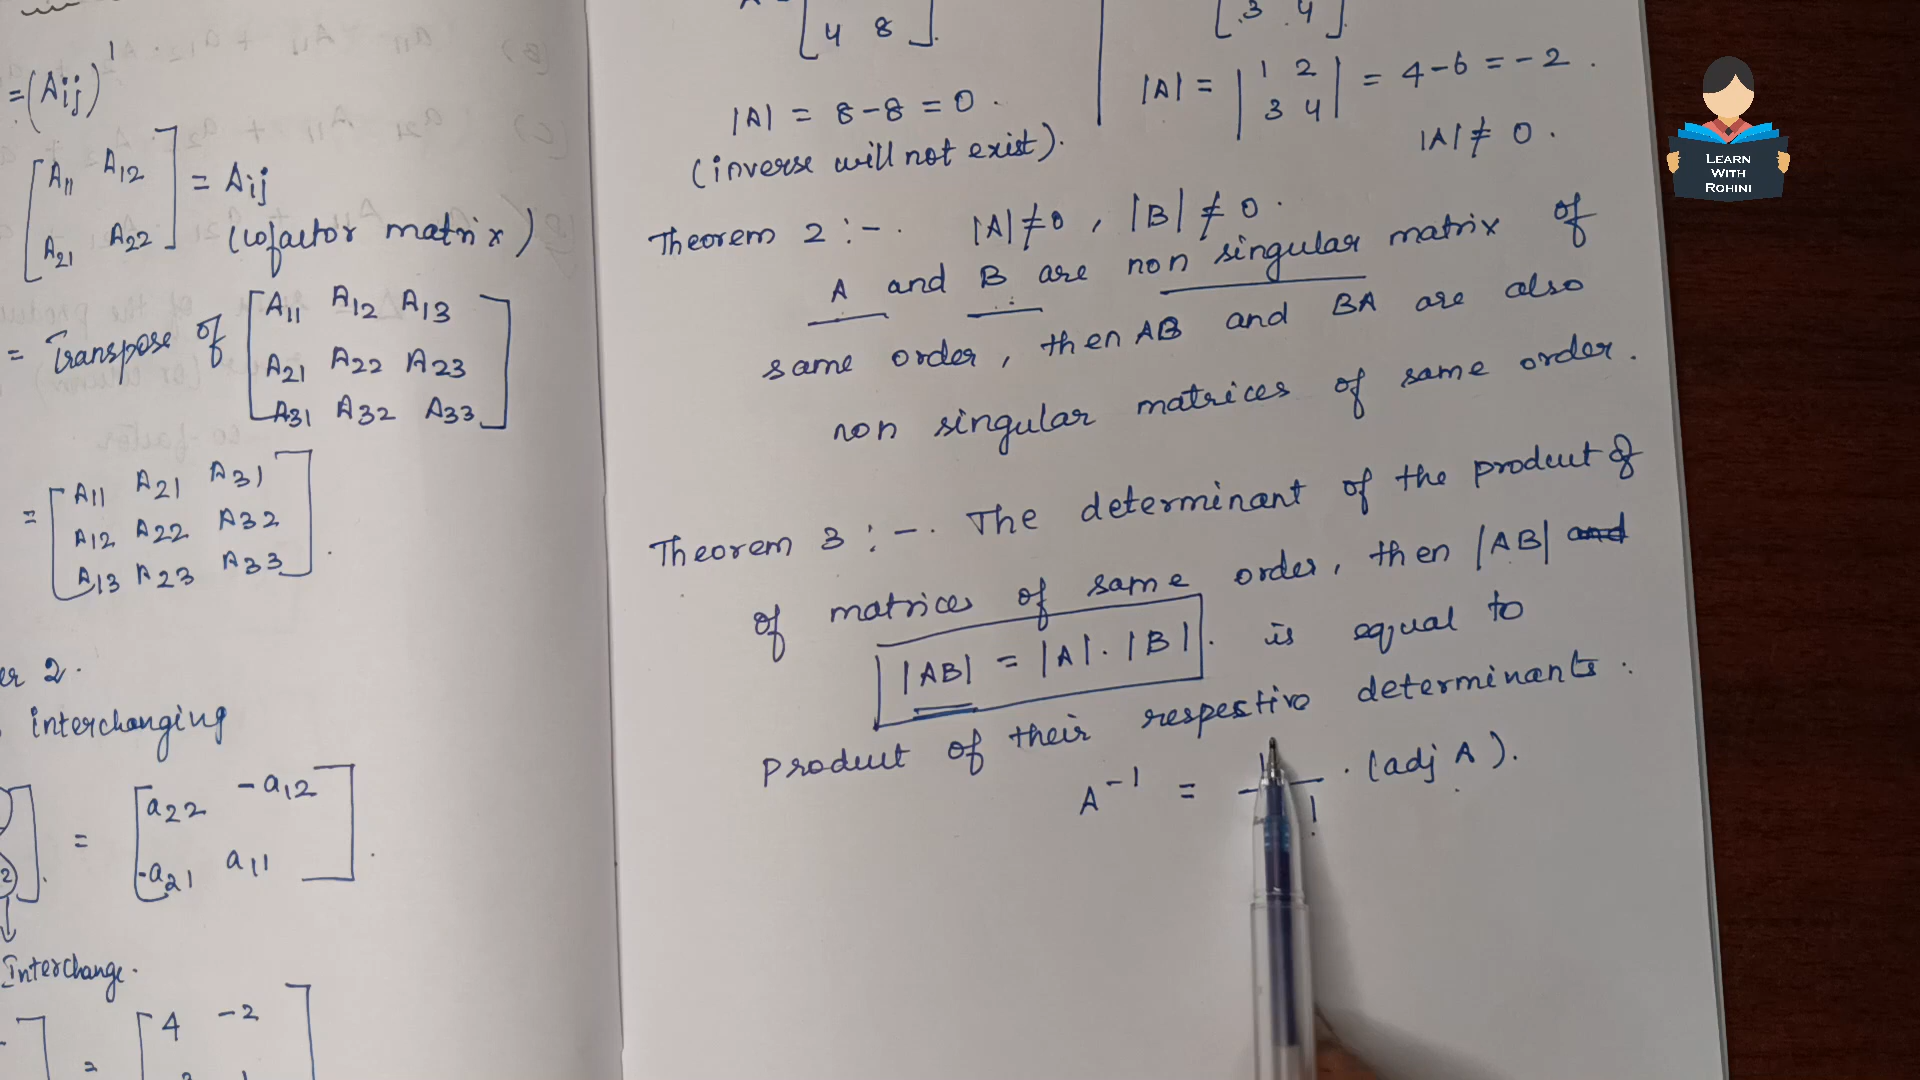 = (Aij)'
[A11 A12
A21 A22] = Aij
(cofactor matrix)
= Transpose of [A11 A12 A13
A21 A22 A23
A31 A32 A33]
= [A11 A21 A31
A12 A22 A32
A13 A23 A33].
er 2.
interchanging
= [a22 -a12
-a21 a11].
Interchange.
= [4 -2
4 8].
|A| = 8-8 = 0.
(inverse will not exist).
3 4].
|A| = |1 2
3 4| = 4-6 = -2.
|A| ≠ 0.
Theorem 2 :-. |A| ≠ 0, |B| ≠ 0.
A and B are non singular matrix of
same order, then AB and BA are also
non singular matrices of same order.
Theorem 3 :-. The determinant of the product of
of matrices of same order, then |AB| and
|AB| = |A|.|B|. is equal to
product of their respective determinants.
A⁻¹ = . (adj A).
LEARN
WITH
ROHINI